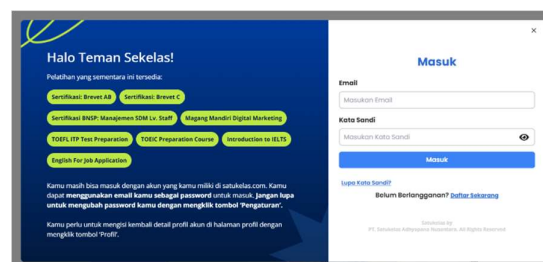 Halo Teman Sekelas!
Pelatihan yang sementara ini tersedia:
Sertifikasi: Brevet AB
Sertifikasi: Brevet C
Sertifikasi BNSP: Manajemen SDM Lv. Staff
Magang Mandiri Digital Marketing
TOEFL ITP Test Preparation
TOEIC Preparation Course
Introduction to IELTS
English For Job Application
Kamu masih bisa masuk dengan akun yang kamu miliki di satukelas.com. Kamu
dapat menggunakan email kamu sebagai password untuk masuk. Jangan lupa
untuk mengubah password kamu dengan mengklik tombol 'Pengaturan'.
Kamu perlu untuk mengisi kembali detail profil akun di halaman profil dengan
mengklik tombol 'Profil'.
Masuk
Email
Masukan Email
Kata Sandi
Masukan Kata Sandi
Masuk
Lupa Kata Sandi?
Belum Berlangganan? Daftar Sekarang
All Rights Reserved